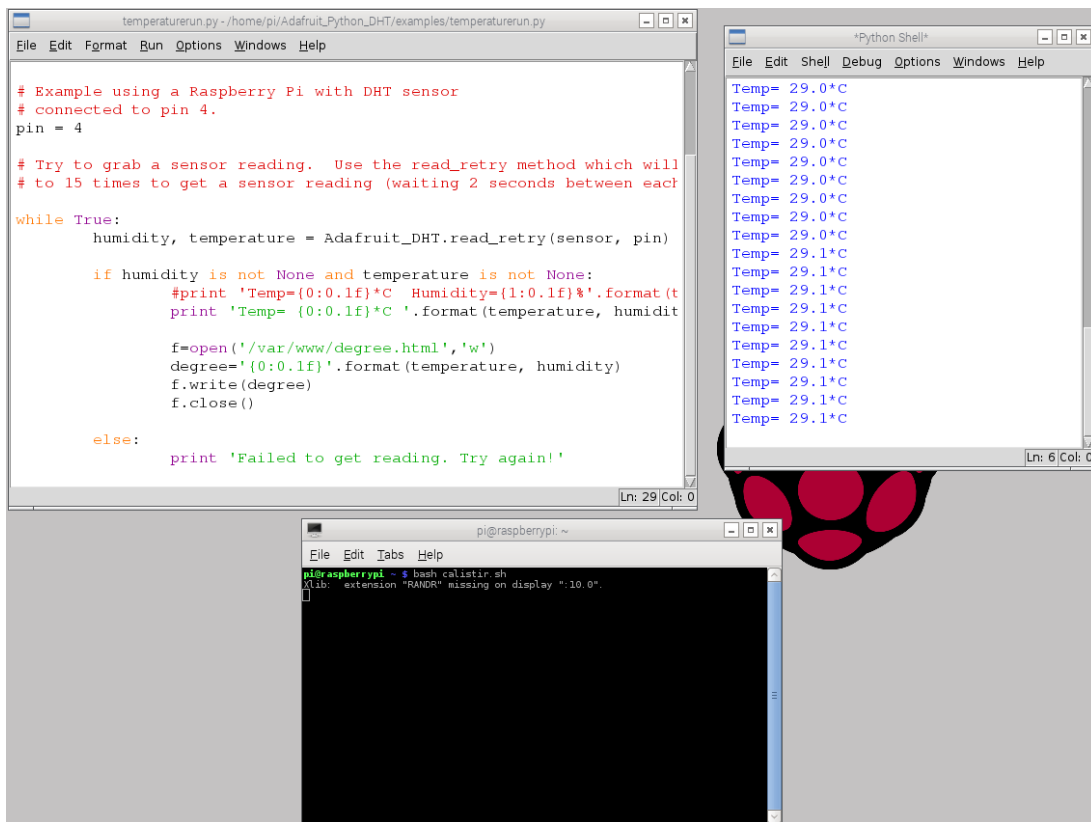 temperaturerun.py - /home/pi/Adafruit_Python_DHT/examples/temperaturerun.py
File Edit Format Run Options Windows Help
# Example using a Raspberry Pi with DHT sensor
# connected to pin 4.
pin = 4
# Try to grab a sensor reading.  Use the read_retry method which will
# to 15 times to get a sensor reading (waiting 2 seconds between each
while True:
        humidity, temperature = Adafruit_DHT.read_retry(sensor, pin)
        if humidity is not None and temperature is not None:
                #print 'Temp={0:0.1f}*C  Humidity={1:0.1f}%'.format(t
                print 'Temp= {0:0.1f}*C '.format(temperature, humidit
                f=open('/var/www/degree.html','w')
                degree='{0:0.1f}'.format(temperature, humidity)
                f.write(degree)
                f.close()
        else:
                print 'Failed to get reading. Try again!'
Ln: 29 Col: 0
*Python Shell*
File Edit Shell Debug Options Windows Help
Temp= 29.0*C
Temp= 29.0*C
Temp= 29.0*C
Temp= 29.0*C
Temp= 29.0*C
Temp= 29.0*C
Temp= 29.0*C
Temp= 29.0*C
Temp= 29.0*C
Temp= 29.1*C
Temp= 29.1*C
Temp= 29.1*C
Temp= 29.1*C
Temp= 29.1*C
Temp= 29.1*C
Temp= 29.1*C
Temp= 29.1*C
Temp= 29.1*C
Temp= 29.1*C
Ln: 6 Col: 0
pi@raspberrypi: ~
File Edit Tabs Help
pi@raspberrypi ~ $ bash calistir.sh
Xlib:  extension "RANDR" missing on display ":10.0".